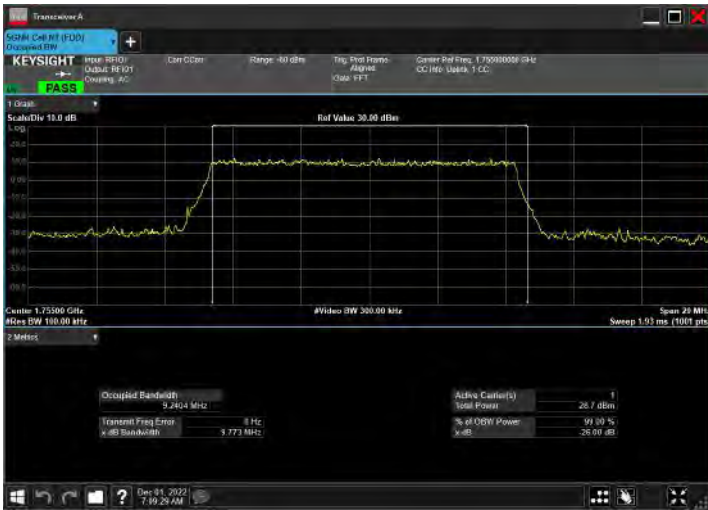 Transceiver A
5GNR Cell NT (FDD)
Occupied BW
KEYSIGHT
Input: RFIO1
Output: RFIO1
Coupling: AC
Corr CCorr
Range: -60 dBm
Trig: First Frame
Aligned
Gate: FFT
Carrier Ref Freq: 1.755000000 GHz
CC Info: Uplink, 1 CC
PASS
1 Graph
Scale/Div 10.0 dB
Ref Value 30.00 dBm
Log
Center 1.75500 GHz
#Video BW 300.00 kHz
Span 20 MHz
#Res BW 100.00 kHz
Sweep 1.93 ms (1001 pts
2 Metrics
Occupied Bandwidth
9.2404 MHz
Active Carrier(s) 1
Total Power 28.7 dBm
Transmit Freq Error 0 Hz
x dB Bandwidth 9.773 MHz
% of OBW Power 99.00 %
x dB -26.00 dB
Dec 01, 2022
7:09:29 AM